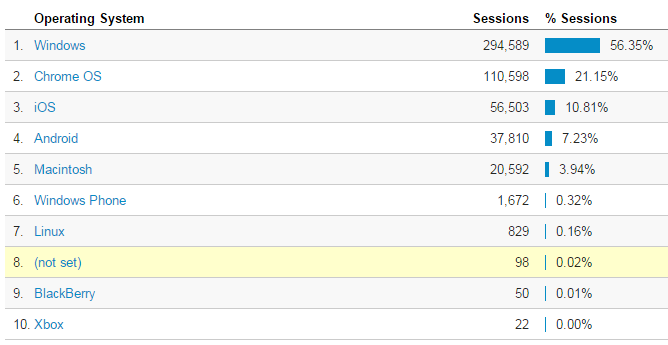 Operating System Sessions % Sessions
1. Windows 294,589 56.35%
2. Chrome OS 110,598 21.15%
3. iOS 56,503 10.81%
4. Android 37,810 7.23%
5. Macintosh 20,592 3.94%
6. Windows Phone 1,672 0.32%
7. Linux 829 0.16%
8. (not set) 98 0.02%
9. BlackBerry 50 0.01%
10. Xbox 22 0.00%